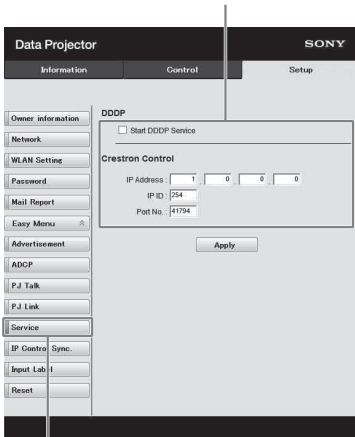 Data Projector
SONY
Information
Control
Setup
Owner information
Network
WLAN Setting
Password
Mail Report
Easy Menu
Advertisement
ADCP
PJ Talk
PJ Link
Service
IP Control Sync.
Input Label
Reset
DDDP
Start DDDP Service
Crestron Control
IP Address : 1 . 0 . 0 . 0
IP ID : 254
Port No. : 41794
Apply